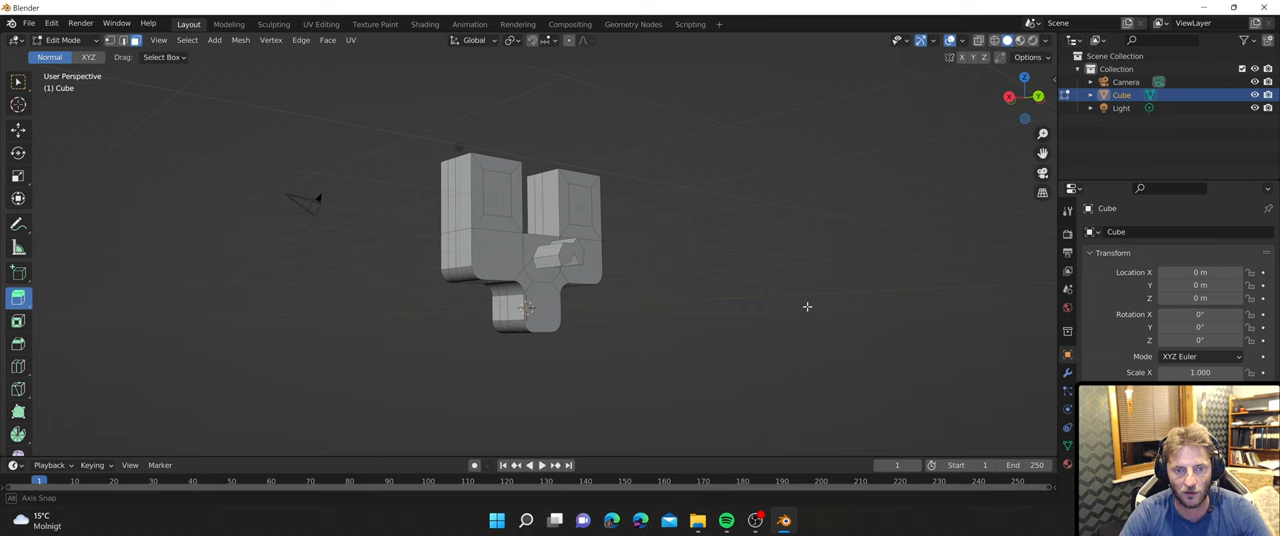 Blender
File Edit Render Window Help Layout Modeling Sculpting UV Editing Texture Paint Shading Animation Rendering Compositing Geometry Nodes Scripting + Scene ViewLayer
Edit Mode View Select Add Mesh Vertex Edge Face UV Global
Normal XYZ Drag: Select Box X Y Z Options
User Perspective
(1) Cube
X Y Z
Scene Collection
Collection
Camera
Cube
Light
Cube
Cube
Transform
Location X 0 m
Y 0 m
Z 0 m
Rotation X 0°
Y 0°
Z 0°
Mode XYZ Euler
Scale X 1.000
Playback Keying View Marker 1 Start 1 End 250
1 10 20 30 40 50 60 70 80 90 100 110 120 130 140 150 160 170 180 190 200 210 220 230 240 250
Alt Axis Snap
15°C
Molnigt